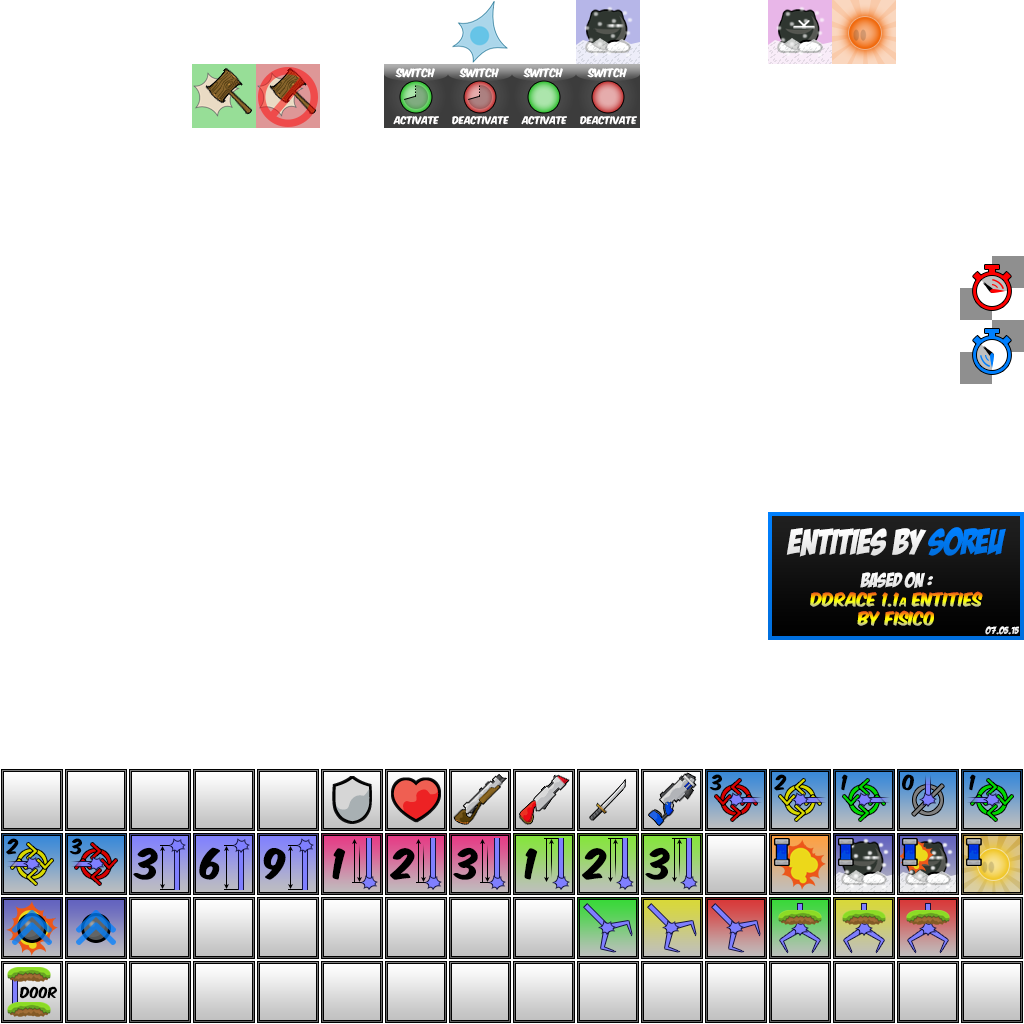 SWITCH SWITCH SWITCH SWITCH
ACTIVATE DEACTIVATE ACTIVATE DEACTIVATE
ENTITIES BY SOREU
BASED ON :
DDRACE 1.1A ENTITIES
BY FISICO
07.05.15
3 2 1 0 1
2 3 3 6 9 1 2 3 1 2 3
DOOR